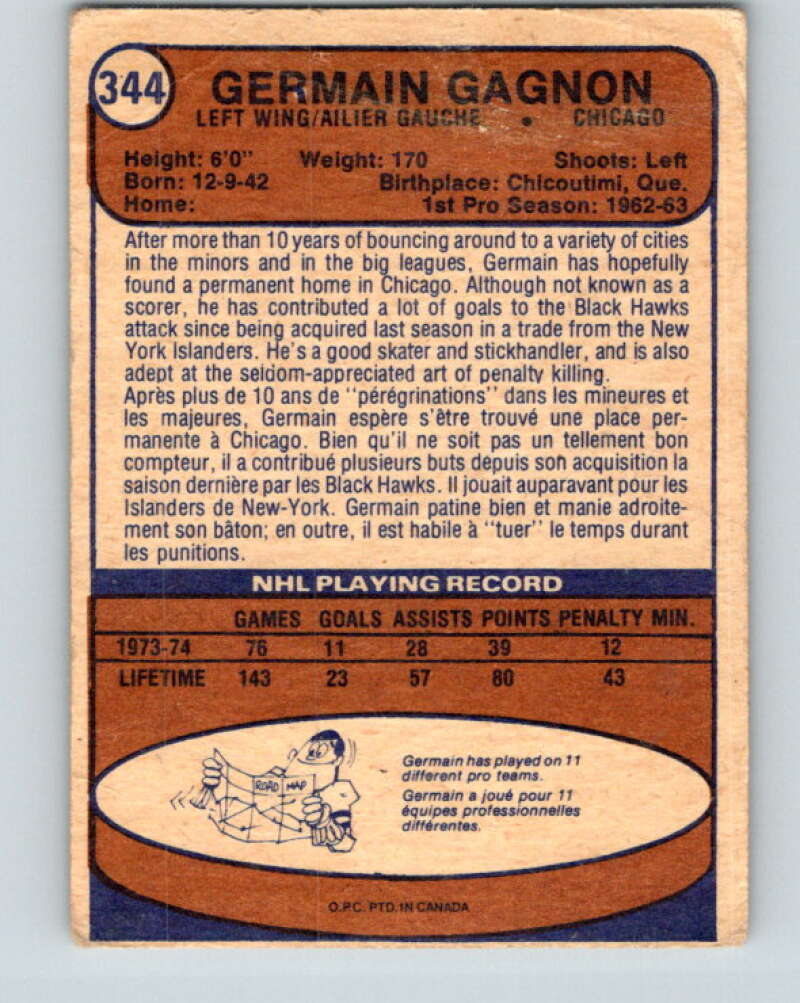 344
GERMAIN GAGNON
LEFT WING/AILIER GAUCHE • CHICAGO
Height: 6'0" Weight: 170 Shoots: Left
Born: 12-9-42 Birthplace: Chicoutimi, Que.
Home: 1st Pro Season: 1962-63
After more than 10 years of bouncing around to a variety of cities
in the minors and in the big leagues, Germain has hopefully
found a permanent home in Chicago. Although not known as a
scorer, he has contributed a lot of goals to the Black Hawks
attack since being acquired last season in a trade from the New
York Islanders. He's a good skater and stickhandler, and is also
adept at the seldom-appreciated art of penalty killing.
Après plus de 10 ans de "pérégrinations" dans les mineures et
les majeures, Germain espère s'être trouvé une place per-
manente à Chicago. Bien qu'il ne soit pas un tellement bon
compteur, il a contribué plusieurs buts depuis son acquisition la
saison dernière par les Black Hawks. Il jouait auparavant pour les
Islanders de New-York. Germain patine bien et manie adroite-
ment son bâton; en outre, il est habile à "tuer" le temps durant
les punitions.
NHL PLAYING RECORD
GAMES GOALS ASSISTS POINTS PENALTY MIN.
1973-74 76 11 28 39 12
LIFETIME 143 23 57 80 43
ROAD MAP
Germain has played on 11
different pro teams.
Germain a joué pour 11
équipes professionnelles
différentes.
O.P.C. PTD. IN CANADA